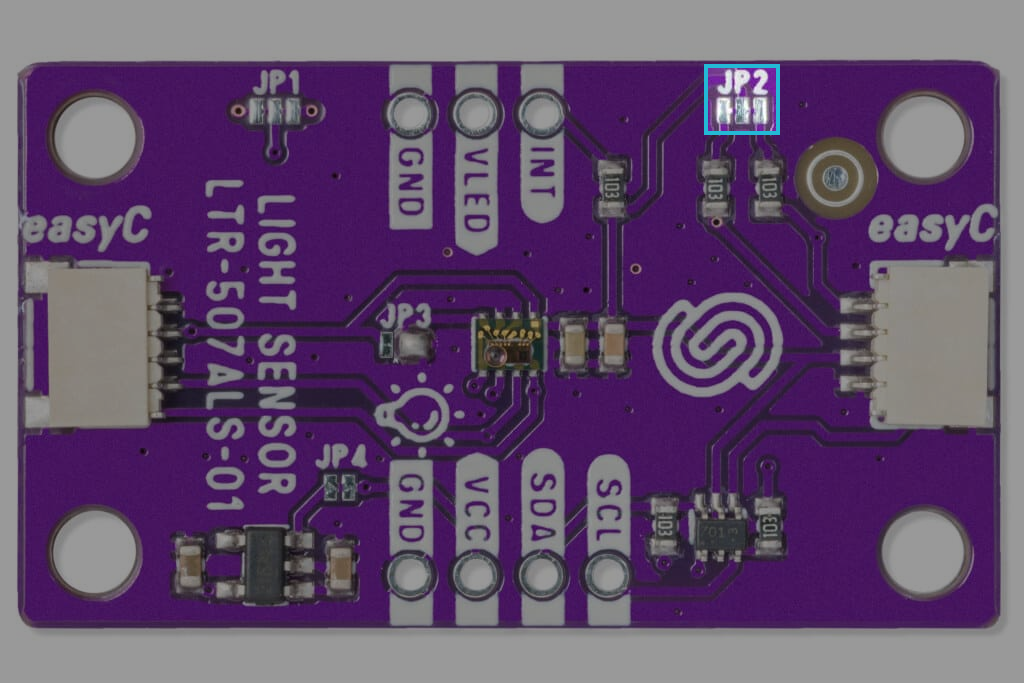 JP1
JP2
GND
VLED
INT
103
103
103
easyC
easyC
LIGHT SENSOR
LTR-507ALS-01
JP3
JP4
GND
VCC
SDA
SCL
103
103